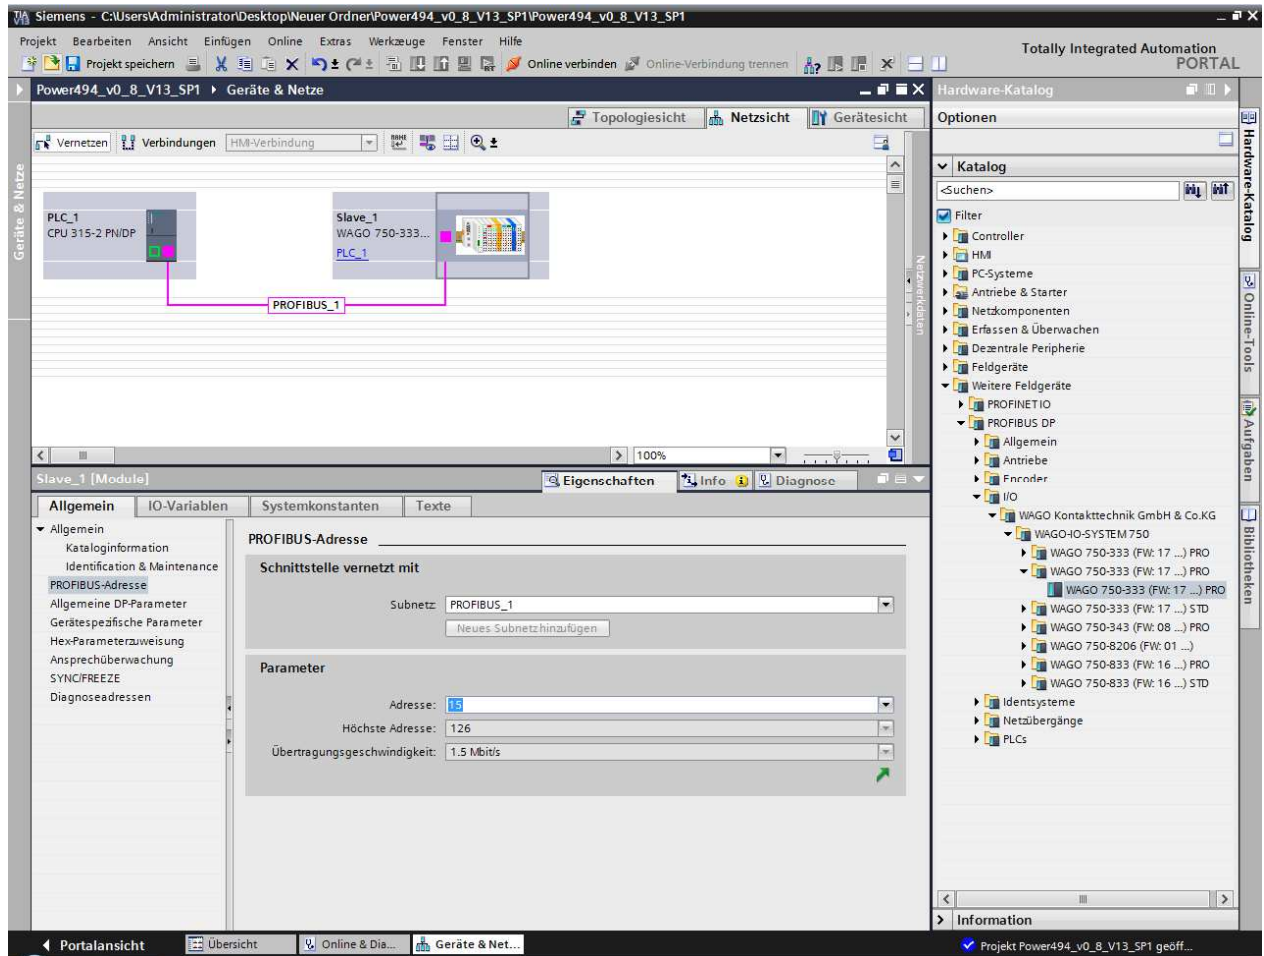 Siemens - C:\Users\Administrator\Desktop\Neuer Ordner\Power494_v0_8_V13_SP1\Power494_v0_8_V13_SP1
Projekt Bearbeiten Ansicht Einfügen Online Extras Werkzeuge Fenster Hilfe
Totally Integrated Automation
PORTAL
Projekt speichern Online verbinden Online-Verbindung trennen
Power494_v0_8_V13_SP1 Geräte & Netze
Topologiesicht Netzsicht Gerätesicht
Vernetzen Verbindungen HMI-Verbindung
Geräte & Netze
PLC_1
CPU 315-2 PN/DP
Slave_1
WAGO 750-333...
PLC_1
PROFIBUS_1
Netzwerkdaten
100%
Slave_1 [Module]
Eigenschaften Info Diagnose
Allgemein IO-Variablen Systemkonstanten Texte
Allgemein
Kataloginformation
Identification & Maintenance
PROFIBUS-Adresse
Allgemeine DP-Parameter
Gerätespezifische Parameter
Hex-Parameterzuweisung
Ansprechüberwachung
SYNC/FREEZE
Diagnoseadressen
PROFIBUS-Adresse
Schnittstelle vernetzt mit
Subnetz: PROFIBUS_1
Neues Subnetz hinzufügen
Parameter
Adresse: 15
Höchste Adresse: 126
Übertragungsgeschwindigkeit: 1.5 Mbit/s
Hardware-Katalog
Optionen
Katalog
<Suchen>
Filter
Controller
HMI
PC-Systeme
Antriebe & Starter
Netzkomponenten
Erfassen & Überwachen
Dezentrale Peripherie
Feldgeräte
Weitere Feldgeräte
PROFINET IO
PROFIBUS DP
Allgemein
Antriebe
Encoder
I/O
WAGO Kontakttechnik GmbH & Co.KG
WAGO-IO-SYSTEM 750
WAGO 750-333 (FW: 17 ...) PRO
WAGO 750-333 (FW: 17 ...) PRO
WAGO 750-333 (FW: 17 ...) PRO
WAGO 750-333 (FW: 17 ...) STD
WAGO 750-343 (FW: 08 ...) PRO
WAGO 750-8206 (FW: 01 ...)
WAGO 750-833 (FW: 16 ...) PRO
WAGO 750-833 (FW: 16 ...) STD
Identsysteme
Netzübergänge
PLCs
Information
Hardware-Katalog
Online-Tools
Aufgaben
Bibliotheken
Portalansicht Übersicht Online & Dia... Geräte & Net...
Projekt Power494_v0_8_V13_SP1 geöff...